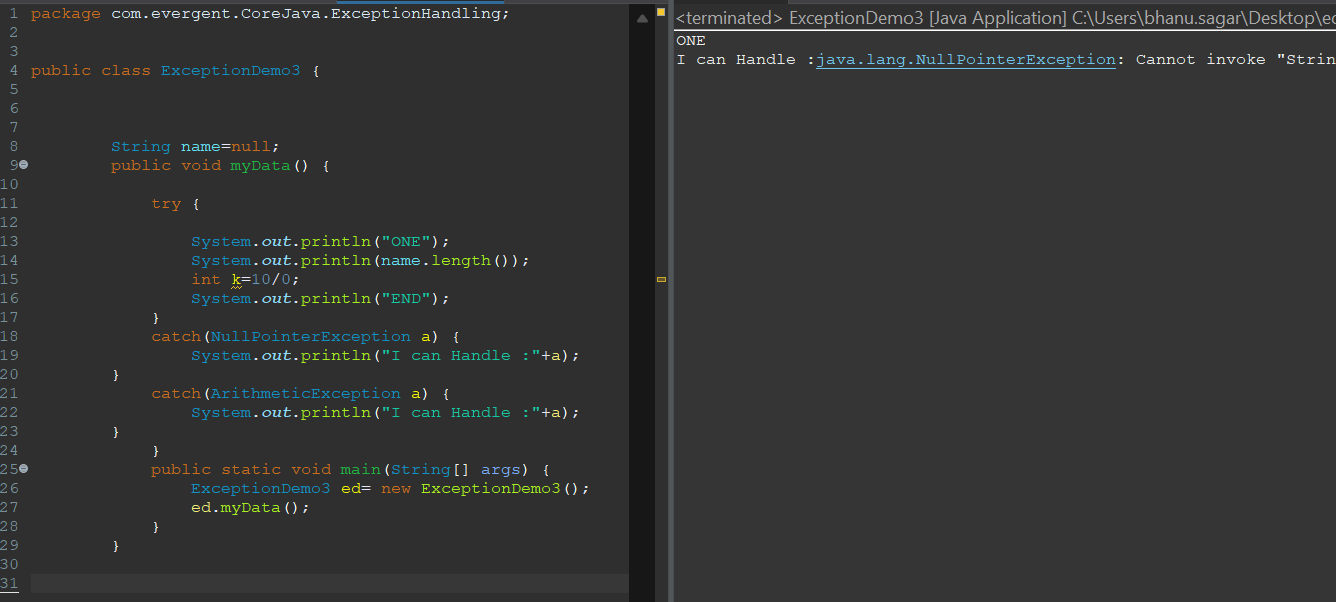 1 package com.evergent.CoreJava.ExceptionHandling;
2
3
4 public class ExceptionDemo3 {
5
6
7
8 String name=null;
9 public void myData() {
10
11 try {
12
13 System.out.println("ONE");
14 System.out.println(name.length());
15 int k=10/0;
16 System.out.println("END");
17 }
18 catch(NullPointerException a) {
19 System.out.println("I can Handle :"+a);
20 }
21 catch(ArithmeticException a) {
22 System.out.println("I can Handle :"+a);
23 }
24 }
25 public static void main(String[] args) {
26 ExceptionDemo3 ed= new ExceptionDemo3();
27 ed.myData();
28 }
29 }
30
31
<terminated> ExceptionDemo3 [Java Application] C:\Users\bhanu.sagar\Desktop\ec
ONE
I can Handle :java.lang.NullPointerException: Cannot invoke "Strin